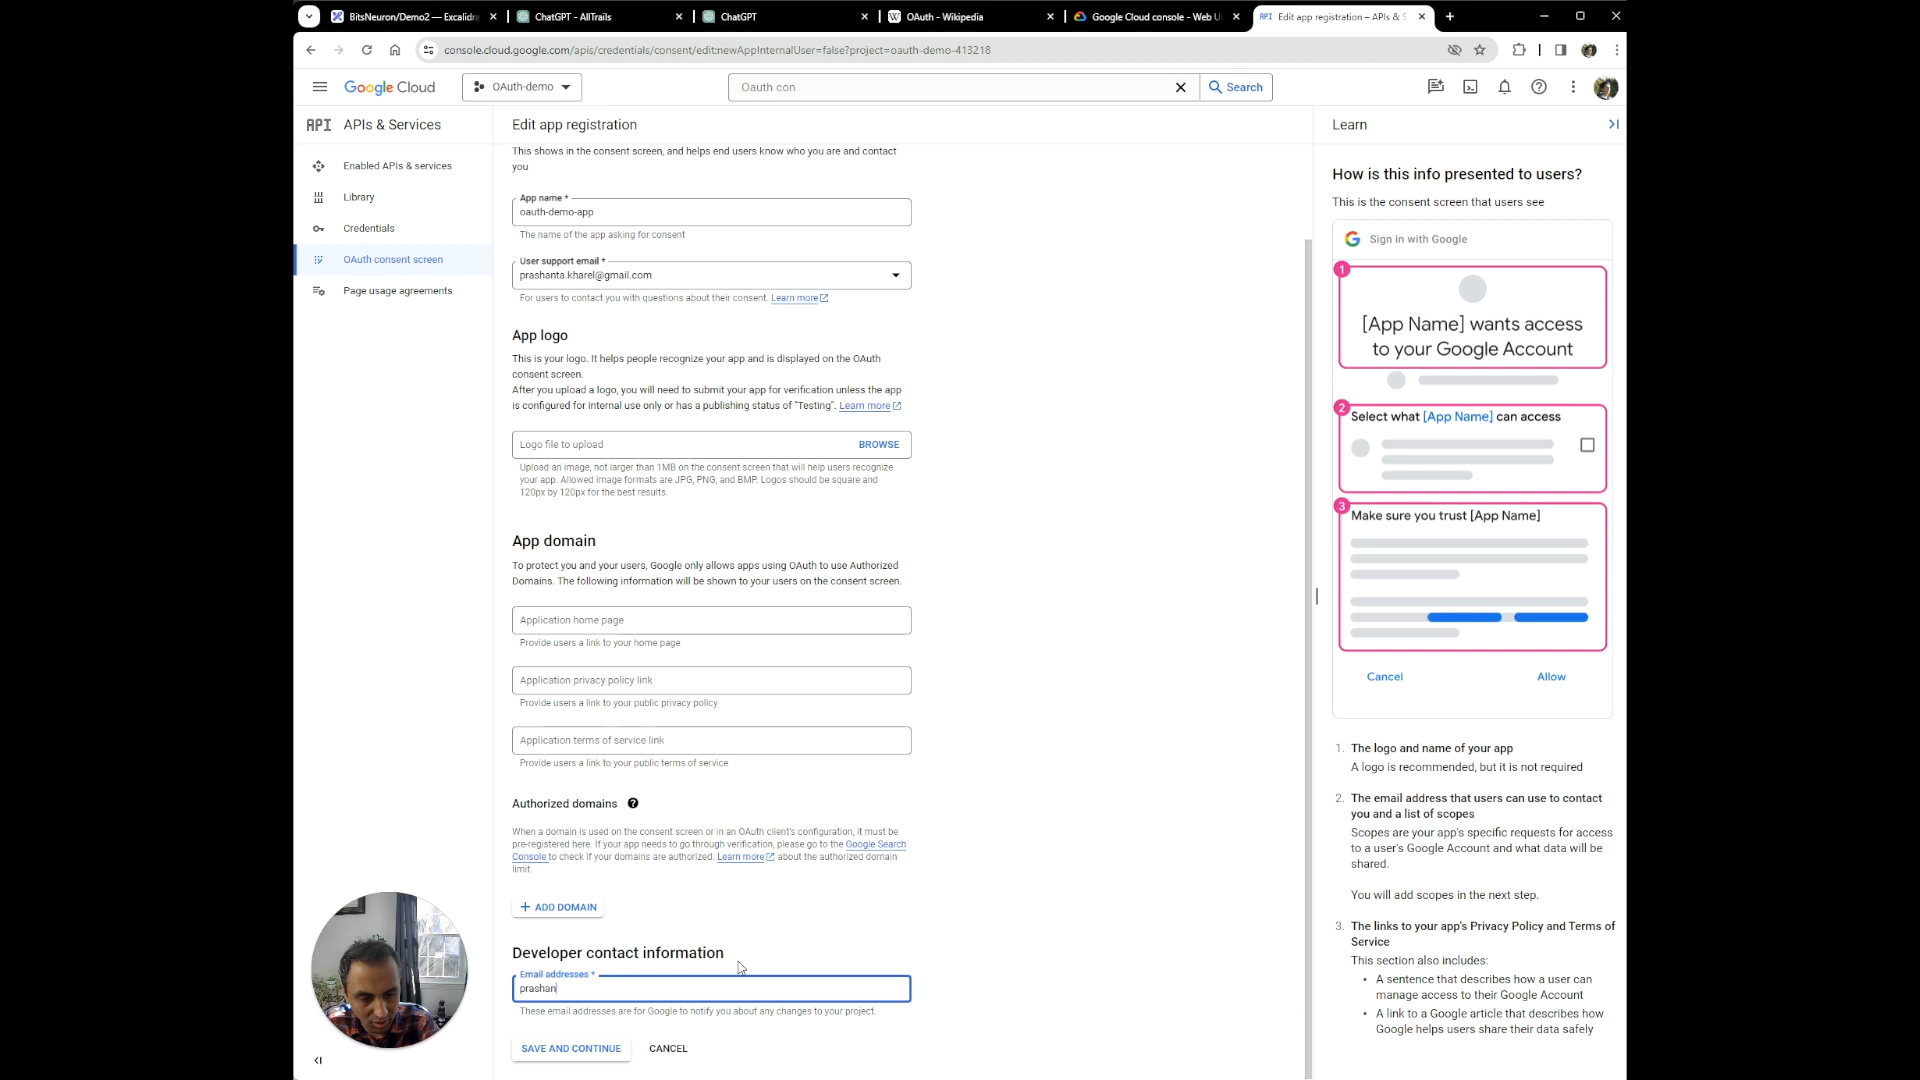 BitsNeuron/Demo2 — Excalidra
ChatGPT - AllTrails
ChatGPT
OAuth - Wikipedia
Google Cloud console - Web U
API Edit app registration – APIs & S
console.cloud.google.com/apis/credentials/consent/edit;newAppInternalUser=false?project=oauth-demo-413218
Google Cloud
OAuth-demo
Oauth con
Search
API APIs & Services
Enabled APIs & services
Library
Credentials
OAuth consent screen
Page usage agreements
Edit app registration
This shows in the consent screen, and helps end users know who you are and contact
you
App name *
oauth-demo-app
The name of the app asking for consent
User support email *
prashanta.kharel@gmail.com
For users to contact you with questions about their consent. Learn more
App logo
This is your logo. It helps people recognize your app and is displayed on the OAuth
consent screen.
After you upload a logo, you will need to submit your app for verification unless the app
is configured for internal use only or has a publishing status of "Testing". Learn more
Logo file to upload
BROWSE
Upload an image, not larger than 1MB on the consent screen that will help users recognize
your app. Allowed image formats are JPG, PNG, and BMP. Logos should be square and
120px by 120px for the best results.
App domain
To protect you and your users, Google only allows apps using OAuth to use Authorized
Domains. The following information will be shown to your users on the consent screen.
Application home page
Provide users a link to your home page
Application privacy policy link
Provide users a link to your public privacy policy
Application terms of service link
Provide users a link to your public terms of service
Authorized domains
When a domain is used on the consent screen or in an OAuth client's configuration, it must be
pre-registered here. If your app needs to go through verification, please go to the Google Search
Console to check if your domains are authorized. Learn more about the authorized domain
limit.
+ ADD DOMAIN
Developer contact information
Email addresses *
prashan
These email addresses are for Google to notify you about any changes to your project.
SAVE AND CONTINUE
CANCEL
Learn
How is this info presented to users?
This is the consent screen that users see
Sign in with Google
1
[App Name] wants access
to your Google Account
2
Select what [App Name] can access
3
Make sure you trust [App Name]
Cancel
Allow
1. The logo and name of your app
A logo is recommended, but it is not required
2. The email address that users can use to contact
you and a list of scopes
Scopes are your app's specific requests for access
to a user's Google Account and what data will be
shared.
You will add scopes in the next step.
3. The links to your app's Privacy Policy and Terms of
Service
This section also includes:
• A sentence that describes how a user can
manage access to their Google Account
• A link to a Google article that describes how
Google helps users share their data safely